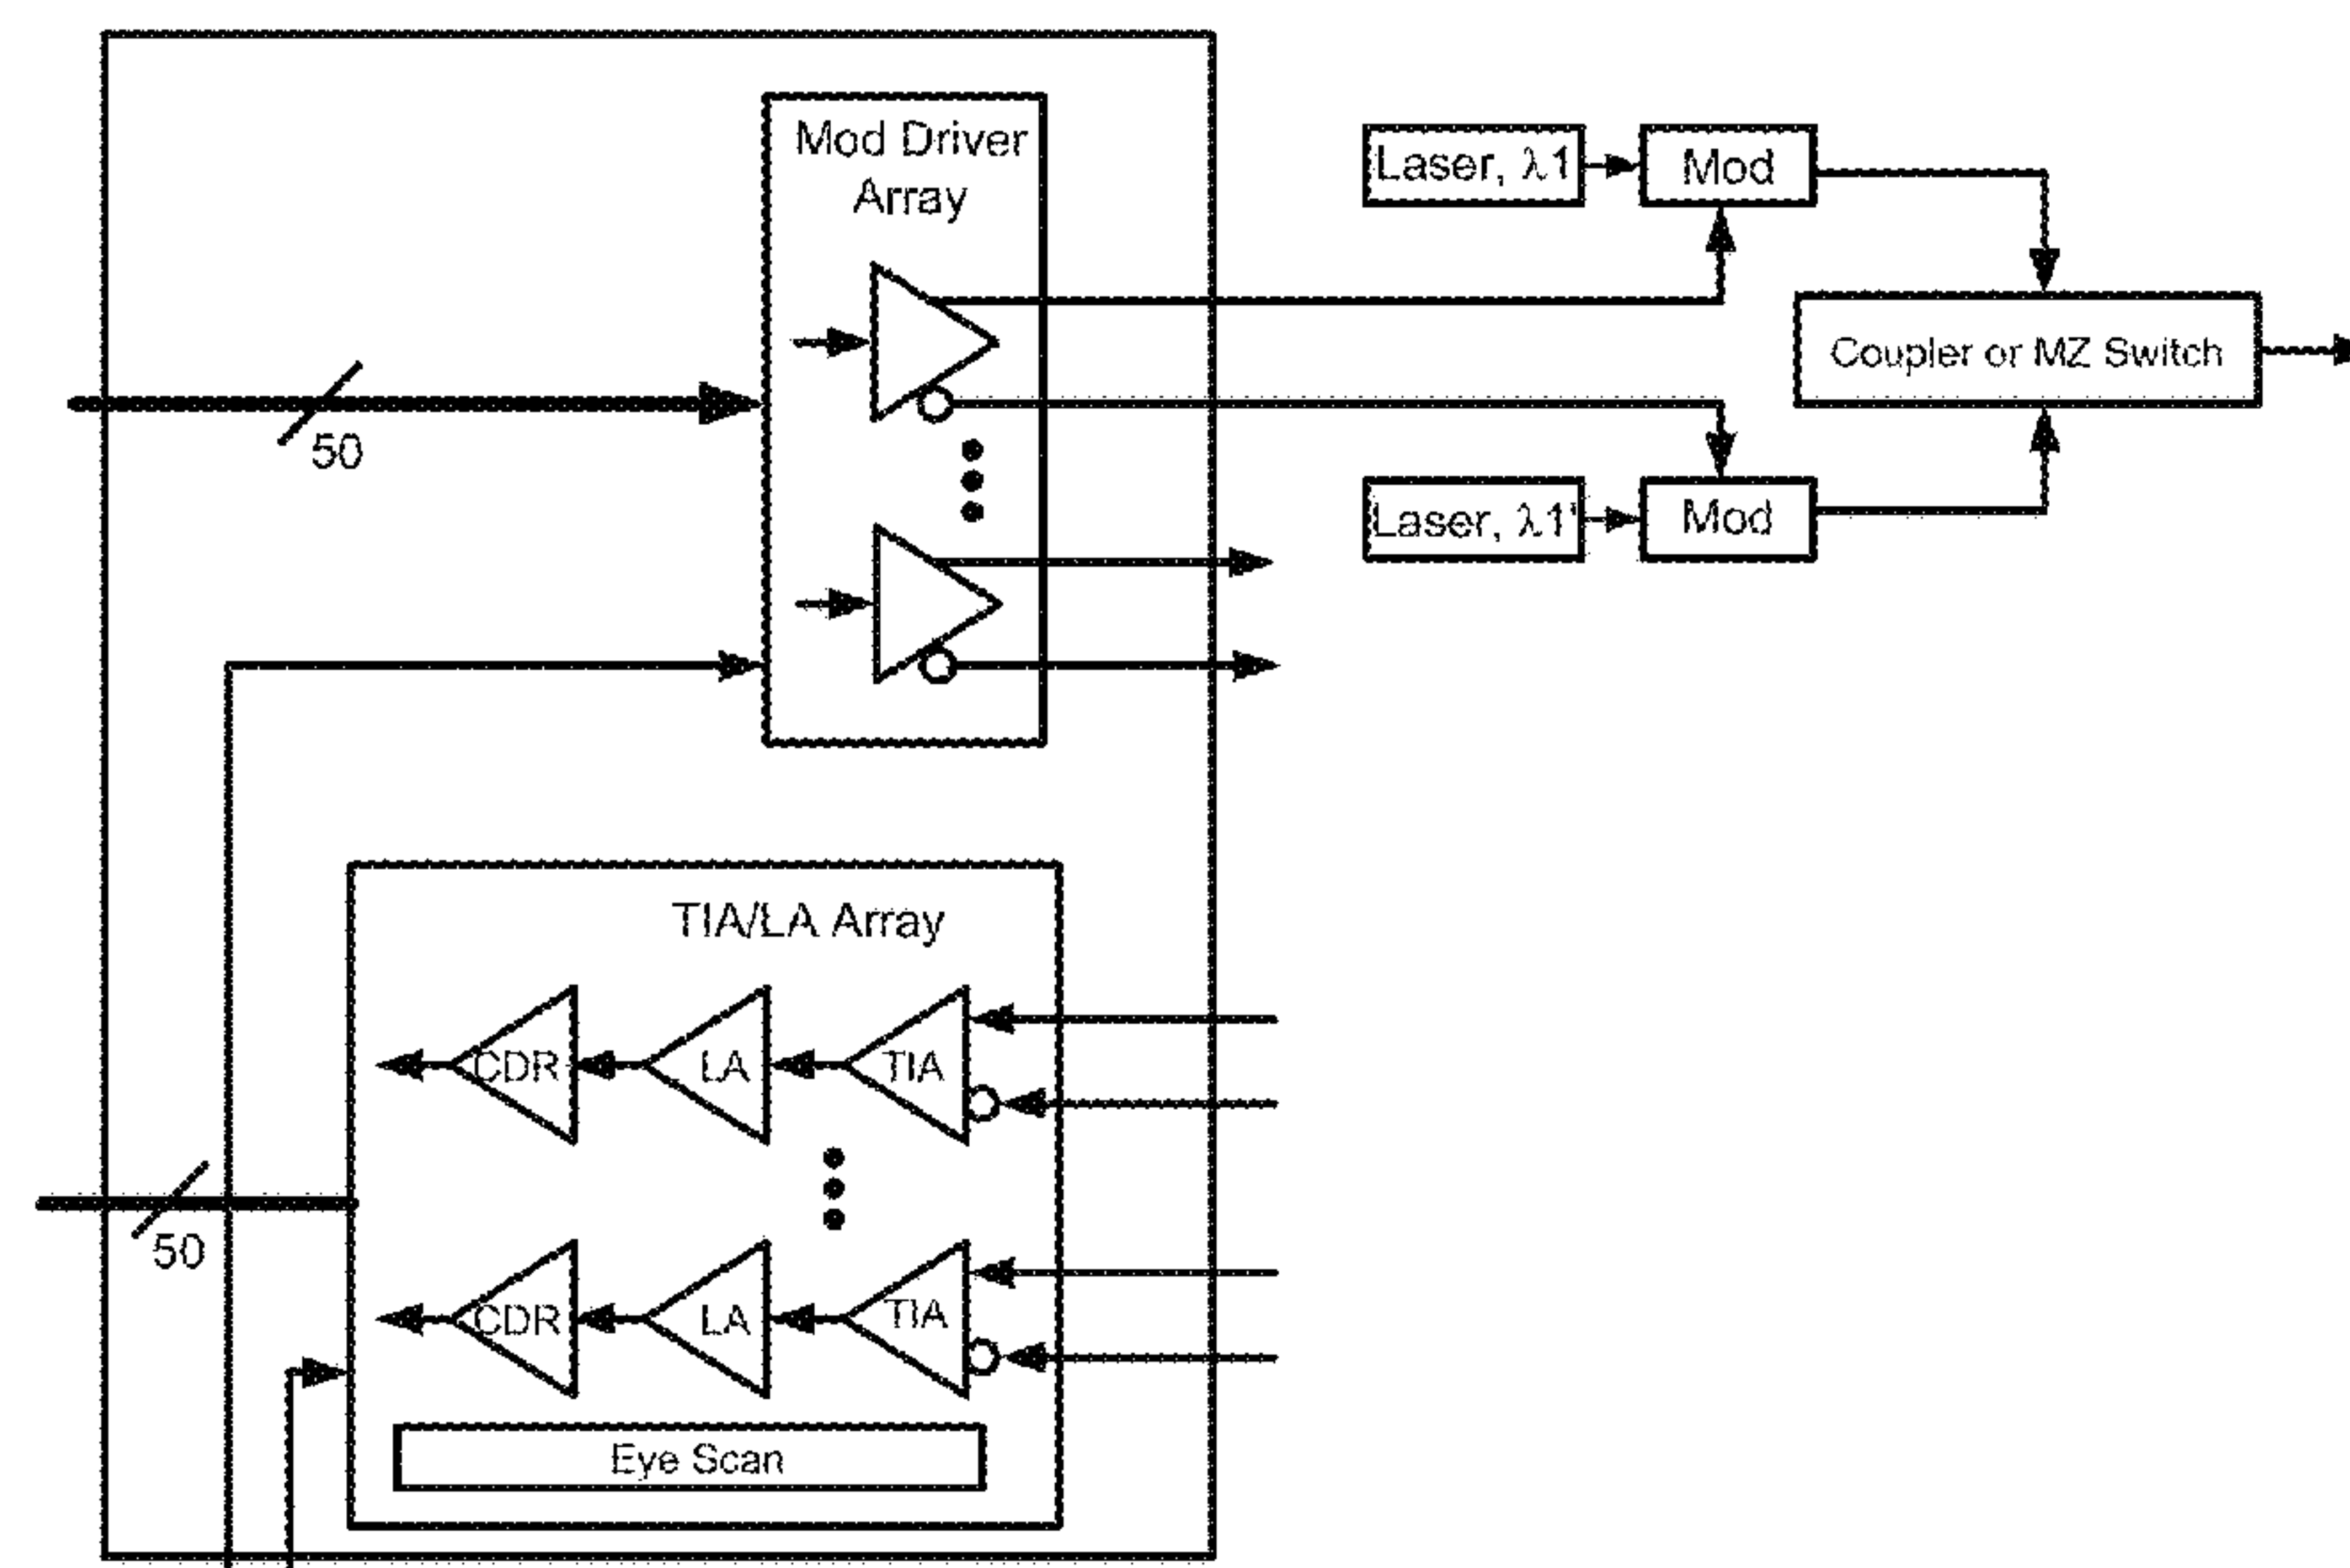 Mod Driver
Array
Laser, λ1
Mod
Coupler or MZ Switch
50
Laser, λ1'
Mod
TIA/LA Array
CDR
LA
TIA
50
CDR
LA
TIA
Eye Scan